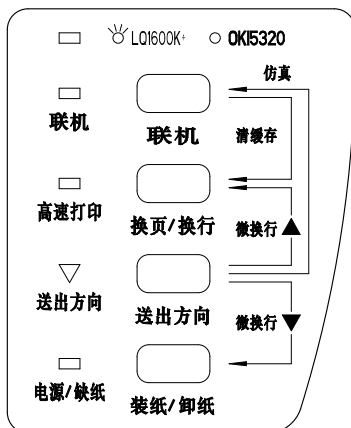 LQ1600K+ OKI5320
仿真
联机 联机
清缓存
高速打印 换页/换行 微换行
送出方向 送出方向
微换行
电源/缺纸 装纸/卸纸